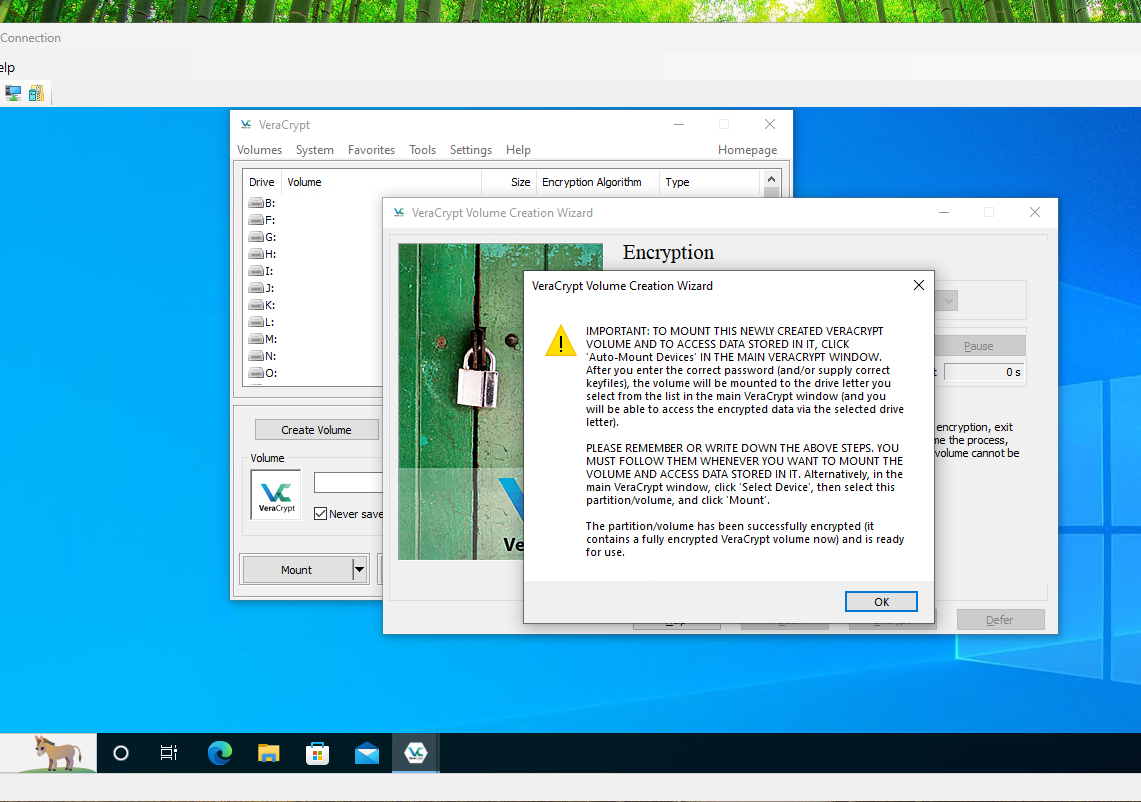 Connection
elp
VeraCrypt
Volumes System Favorites Tools Settings Help Homepage
Drive Volume Size Encryption Algorithm Type
B:
F:
G:
H:
I:
J:
K:
L:
M:
N:
O:
Create Volume
Volume
VeraCrypt
Never save
Mount
VeraCrypt Volume Creation Wizard
Encryption
Pause
0 s
encryption, exit
me the process,
volume cannot be
Ve
Defer
VeraCrypt Volume Creation Wizard
IMPORTANT: TO MOUNT THIS NEWLY CREATED VERACRYPT
VOLUME AND TO ACCESS DATA STORED IN IT, CLICK
'Auto-Mount Devices' IN THE MAIN VERACRYPT WINDOW.
After you enter the correct password (and/or supply correct
keyfiles), the volume will be mounted to the drive letter you
select from the list in the main VeraCrypt window (and you
will be able to access the encrypted data via the selected drive
letter).
PLEASE REMEMBER OR WRITE DOWN THE ABOVE STEPS. YOU
MUST FOLLOW THEM WHENEVER YOU WANT TO MOUNT THE
VOLUME AND ACCESS DATA STORED IN IT. Alternatively, in the
main VeraCrypt window, click 'Select Device', then select this
partition/volume, and click 'Mount'.
The partition/volume has been successfully encrypted (it
contains a fully encrypted VeraCrypt volume now) and is ready
for use.
OK